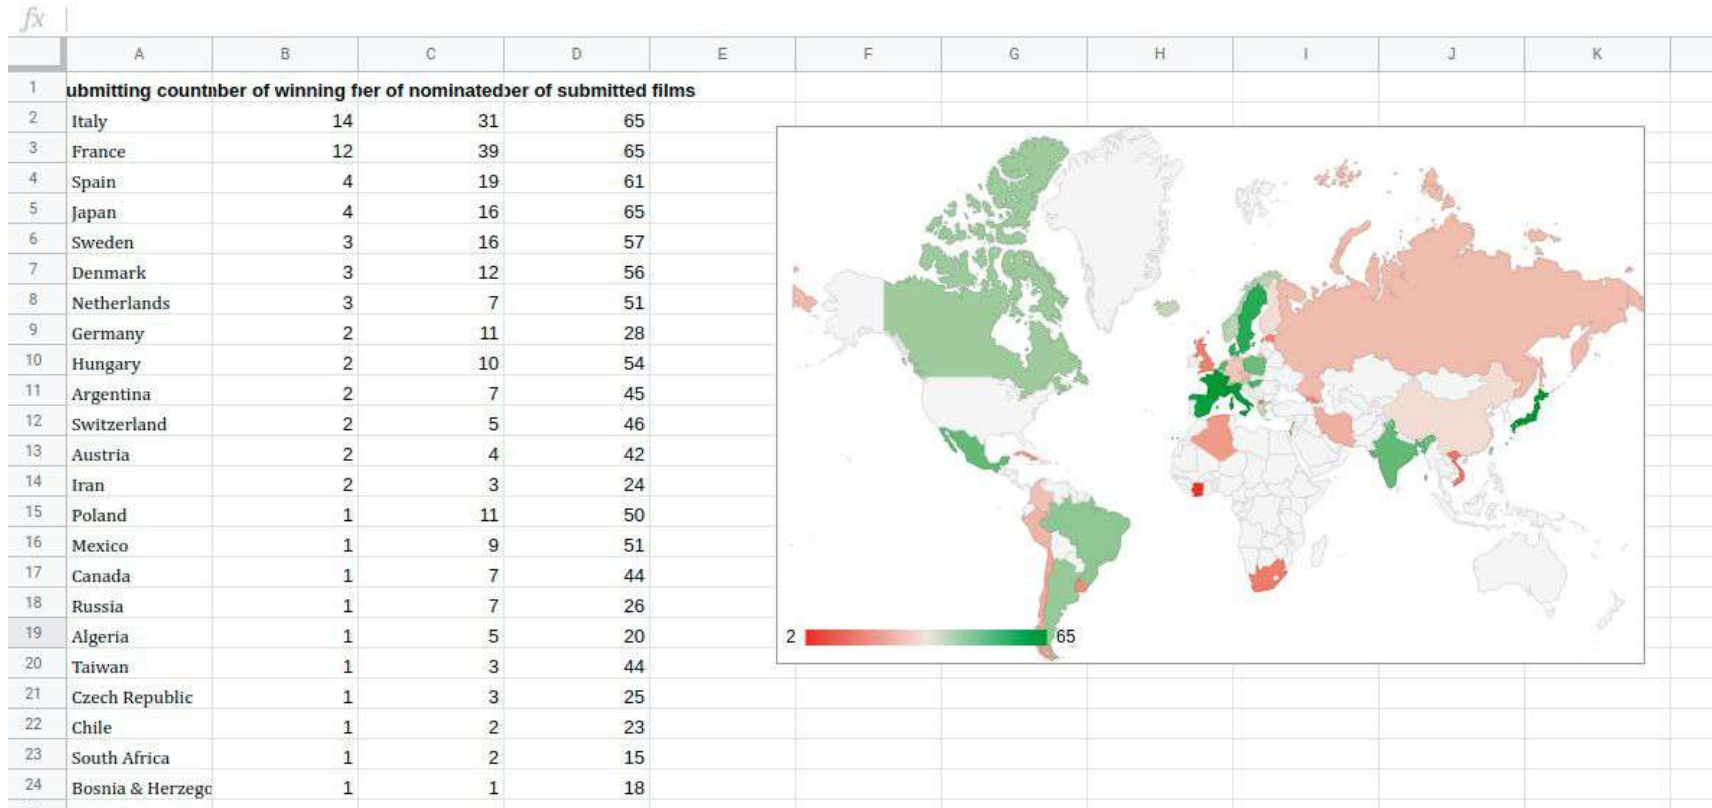 fx
A B C D E F G H I J K
1 ubmitting count ber of winning f er of nominated er of submitted films
2 Italy 14 31 65
3 France 12 39 65
4 Spain 4 19 61
5 Japan 4 16 65
6 Sweden 3 16 57
7 Denmark 3 12 56
8 Netherlands 3 7 51
9 Germany 2 11 28
10 Hungary 2 10 54
11 Argentina 2 7 45
12 Switzerland 2 5 46
13 Austria 2 4 42
14 Iran 2 3 24
15 Poland 1 11 50
16 Mexico 1 9 51
17 Canada 1 7 44
18 Russia 1 7 26
19 Algeria 1 5 20
20 Taiwan 1 3 44
21 Czech Republic 1 3 25
22 Chile 1 2 23
23 South Africa 1 2 15
24 Bosnia & Herzego 1 1 18
2 65